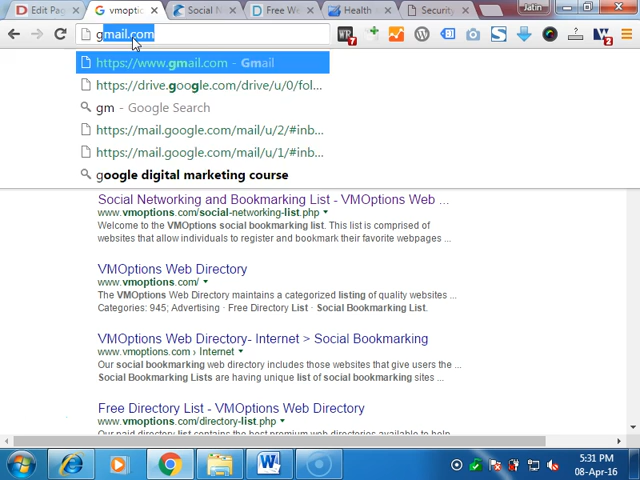 Edit Pag
vmoptic
Social N
Free We
Health
Security
Jatin
gmail.com
https://www.gmail.com - Gmail
https://drive.google.com/drive/u/0/fol...
gm - Google Search
https://mail.google.com/mail/u/2/#inb...
https://mail.google.com/mail/u/1/#inb...
google digital marketing course
Social Networking and Bookmarking List - VMOptions Web ...
www.vmoptions.com/social-networking-list.php
Welcome to the VMOptions social bookmarking list. This list is comprised of
websites that allow individuals to register and bookmark their favorite webpages ...
VMOptions Web Directory
www.vmoptions.com/
The VMOptions Web Directory maintains a categorized listing of quality websites ...
Categories: 945; Advertising · Free Directory List · Social Bookmarking List.
VMOptions Web Directory- Internet > Social Bookmarking
www.vmoptions.com › Internet
Our social bookmarking web directory includes those websites that give users the ...
Social Bookmarking Lists are having unique list of social bookmarking sites ...
Free Directory List - VMOptions Web Directory
www.vmoptions.com/directory-list.php
5:31 PM
08-Apr-16